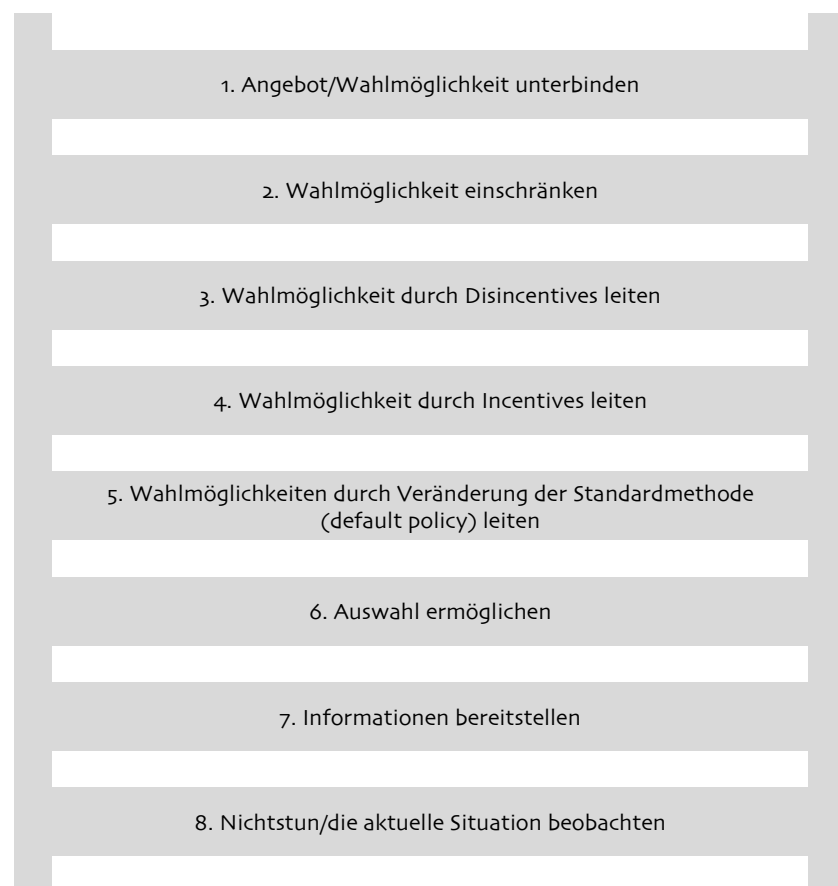 1. Angebot/Wahlmöglichkeit unterbinden
2. Wahlmöglichkeit einschränken
3. Wahlmöglichkeit durch Disincentives leiten
4. Wahlmöglichkeit durch Incentives leiten
5. Wahlmöglichkeiten durch Veränderung der Standardmethode
(default policy) leiten
6. Auswahl ermöglichen
7. Informationen bereitstellen
8. Nichtstun/die aktuelle Situation beobachten